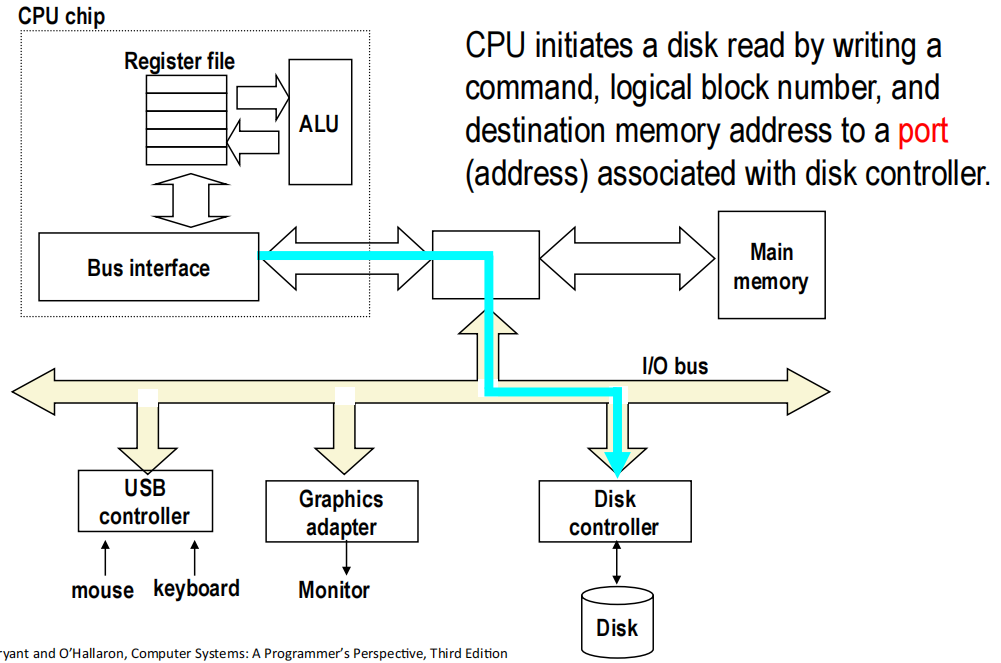 CPU chip
Register file
ALU
CPU initiates a disk read by writing a
command, logical block number, and
destination memory address to a port
(address) associated with disk controller.
Bus interface
Main
memory
I/O bus
USB
controller
Graphics
adapter
Disk
controller
mouse
keyboard
Monitor
Disk
ryant and O’Hallaron, Computer Systems: A Programmer’s Perspective, Third Edition